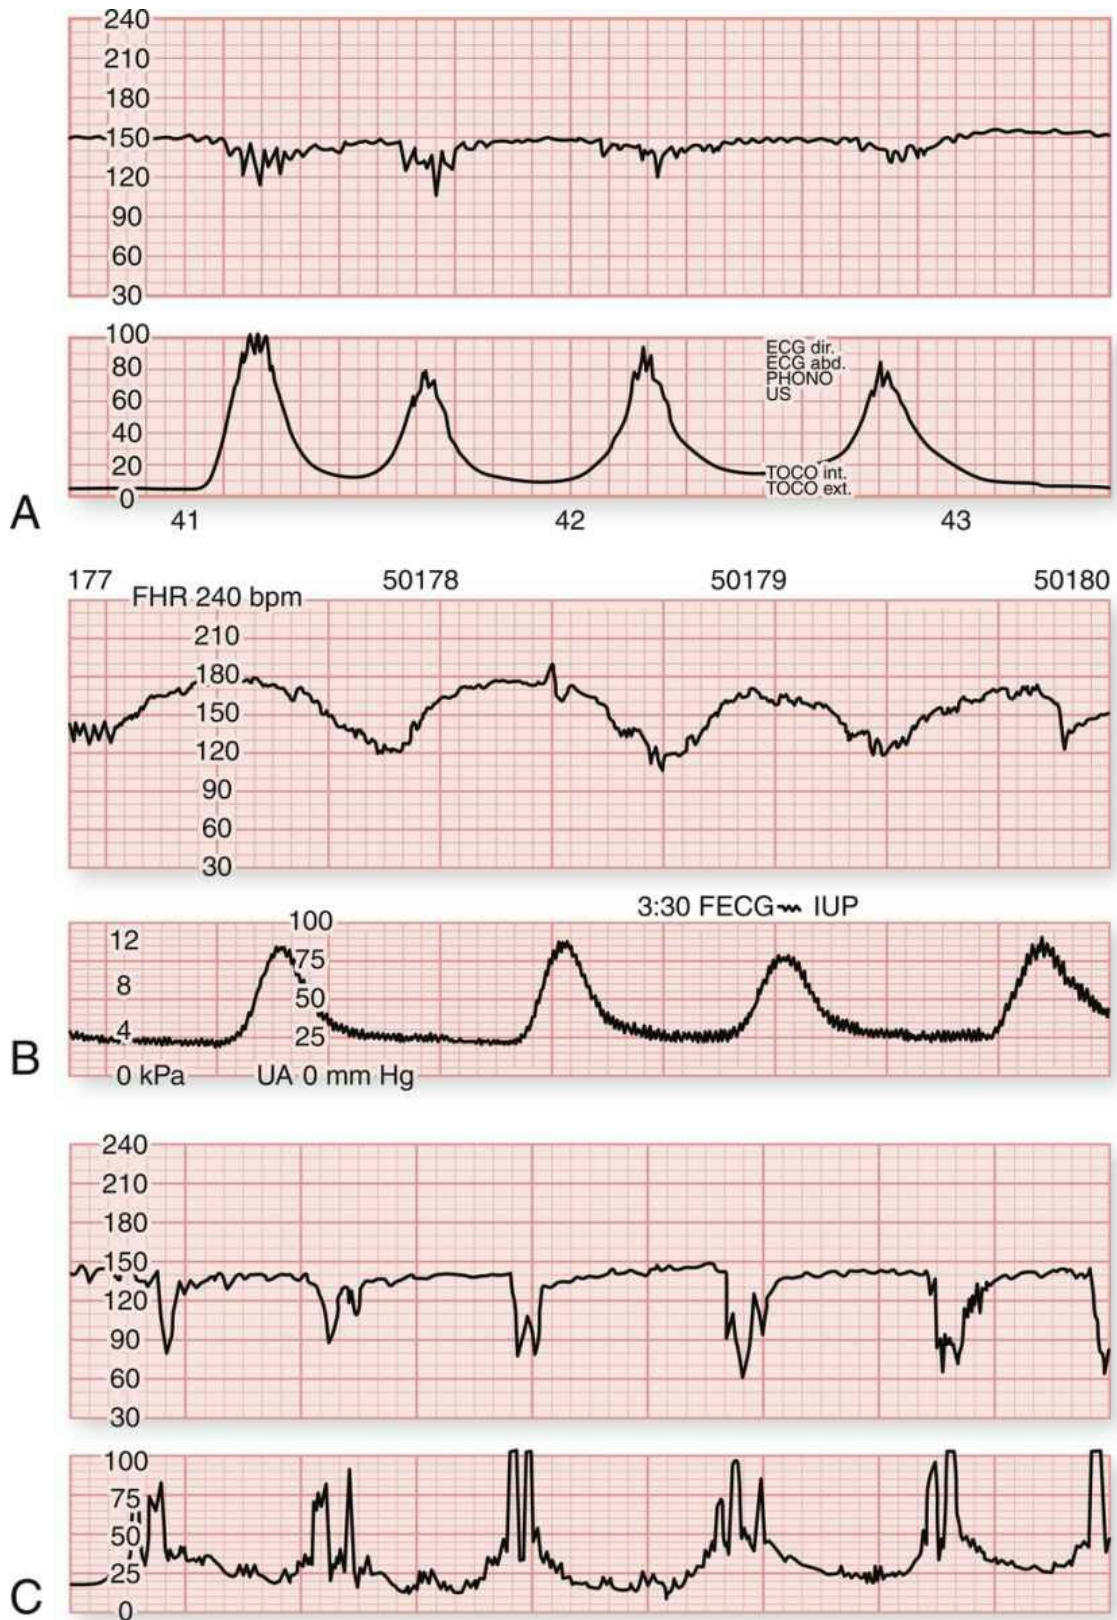 240
210
180
150
120
90
60
30
100
80
60
40
20
0
ECG dir.
ECG abd.
PHONO
US
TOCO int.
TOCO ext.
A
41 42 43
177 50178 50179 50180
FHR 240 bpm
210
180
150
120
90
60
30
3:30 FECG IUP
12 100
8 75
4 50
25
B
0 kPa UA 0 mm Hg
240
210
180
150
120
90
60
30
100
75
50
25
0
C